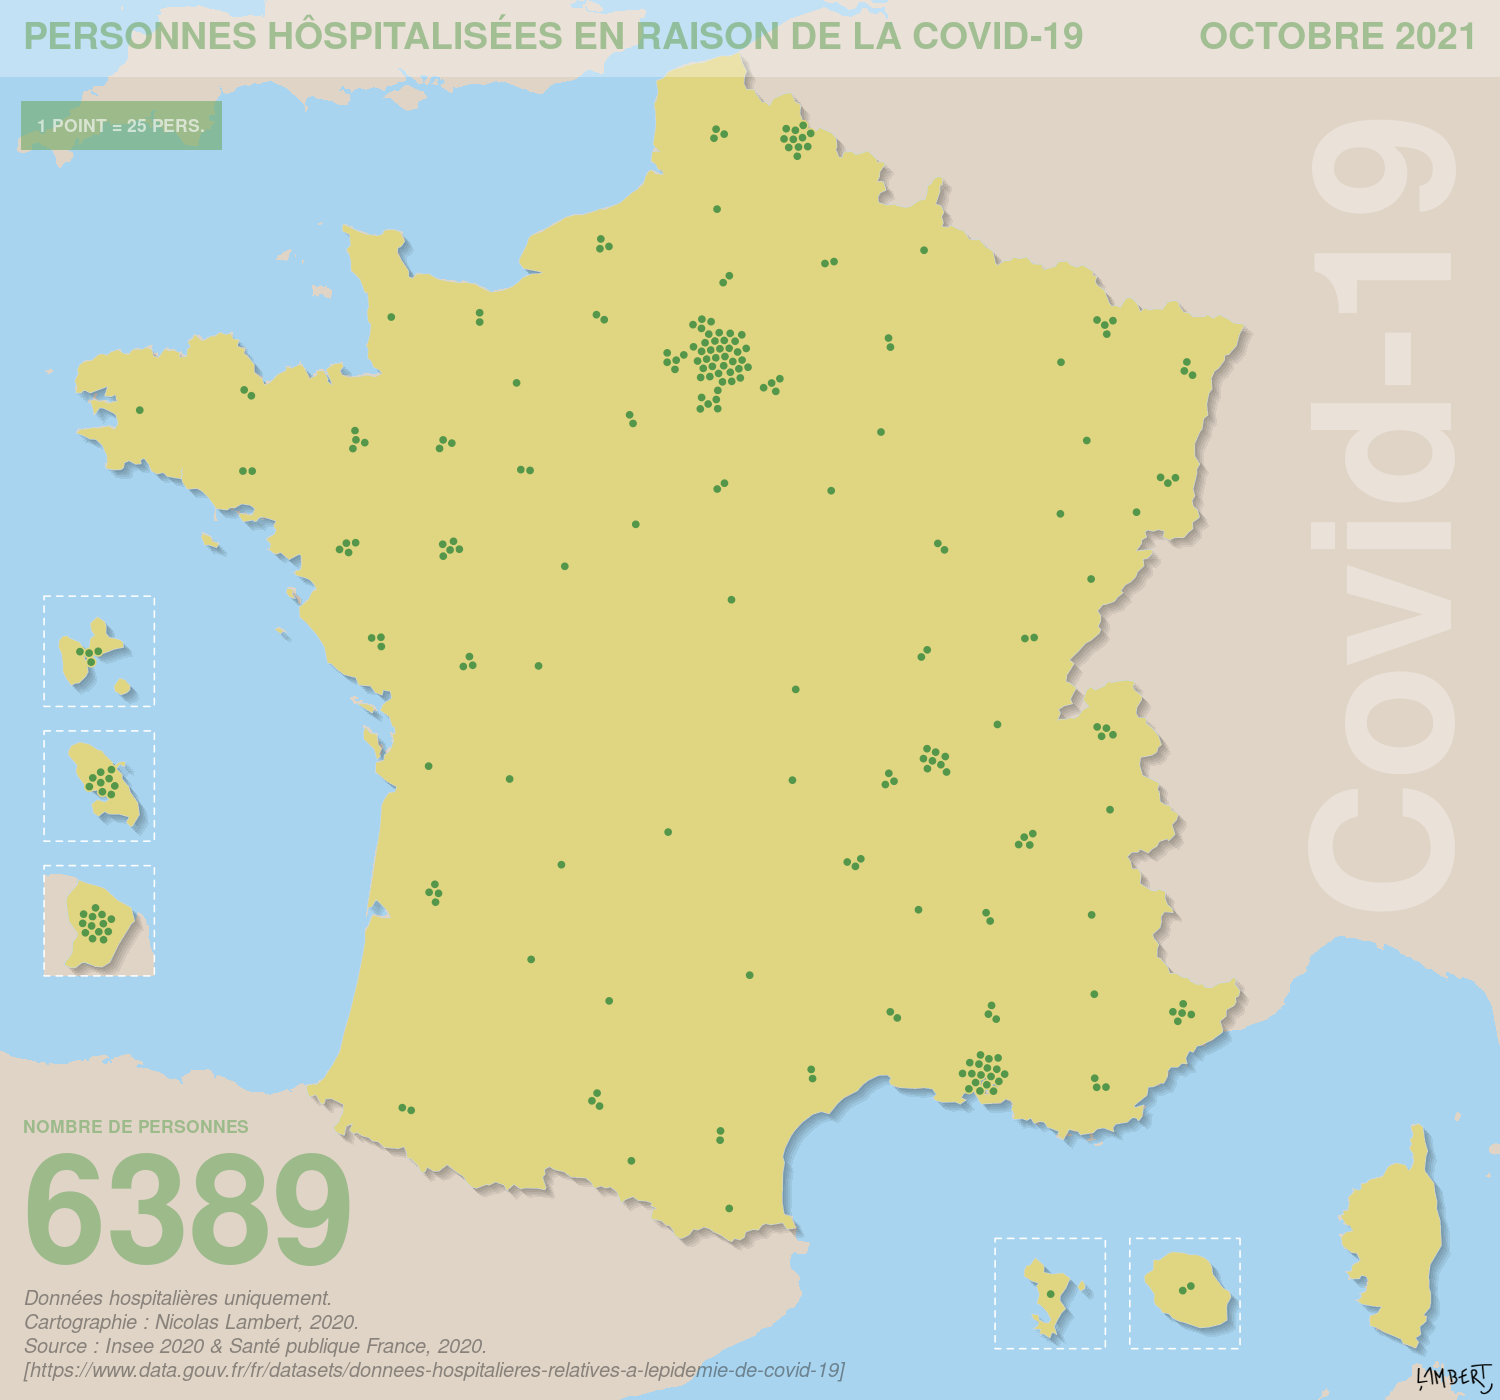 PERSONNES HÔSPITALISÉES EN RAISON DE LA COVID-19
OCTOBRE 2021
1 POINT = 25 PERS.
Covid-19
NOMBRE DE PERSONNES
6389
Données hospitalières uniquement.
Cartographie : Nicolas Lambert, 2020.
Source : Insee 2020 & Santé publique France, 2020.
[https://www.data.gouv.fr/fr/datasets/donnees-hospitalieres-relatives-a-lepidemie-de-covid-19]
LAMBERT